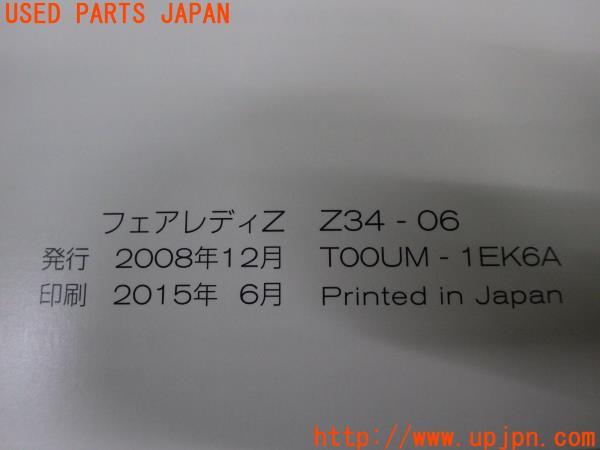 USED PARTS JAPAN
フェアレディZ Z34 - 06
発行 2008年12月 T00UM - 1EK6A
印刷 2015年 6月 Printed in Japan
http://www.upjpn.com